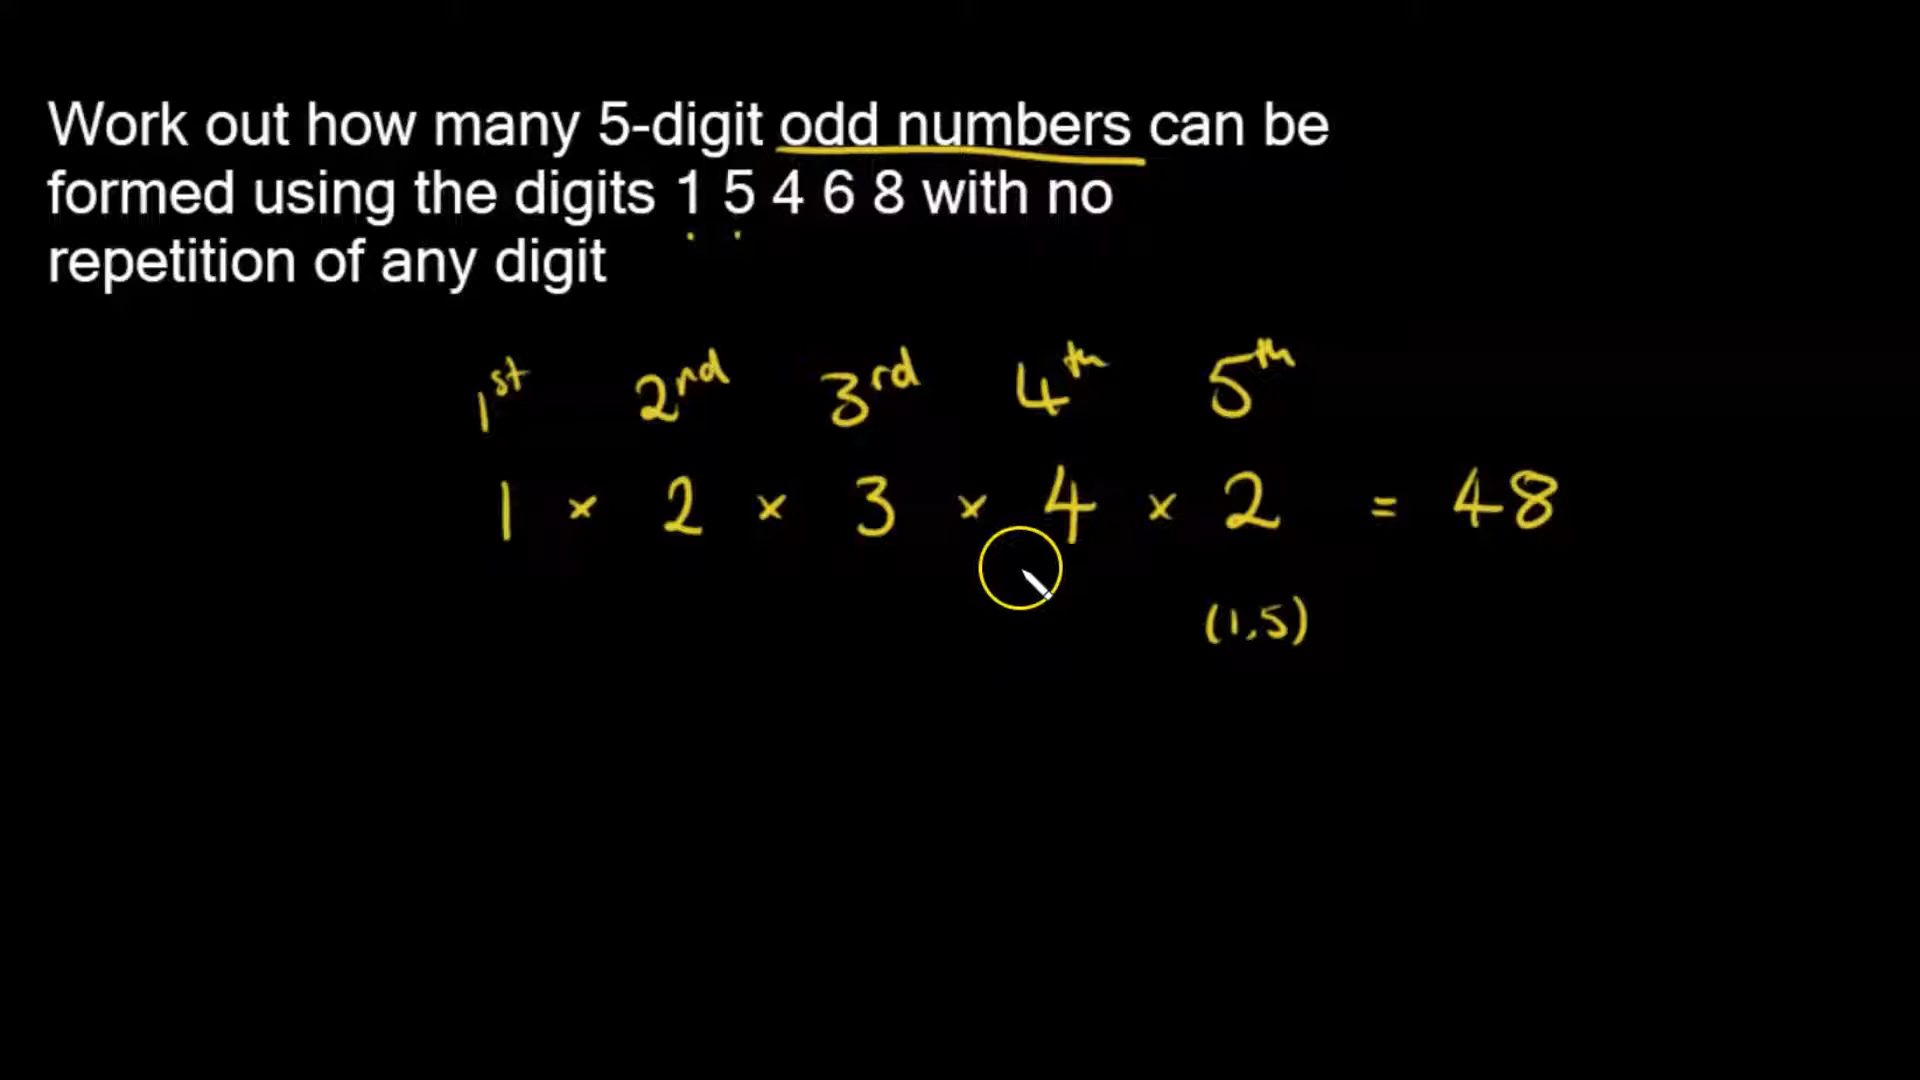 Work out how many 5-digit odd numbers can be
formed using the digits 1 5 4 6 8 with no
repetition of any digit
1st 2nd 3rd 4th 5th
1 × 2 × 3 × 4 × 2 = 48
(1,5)